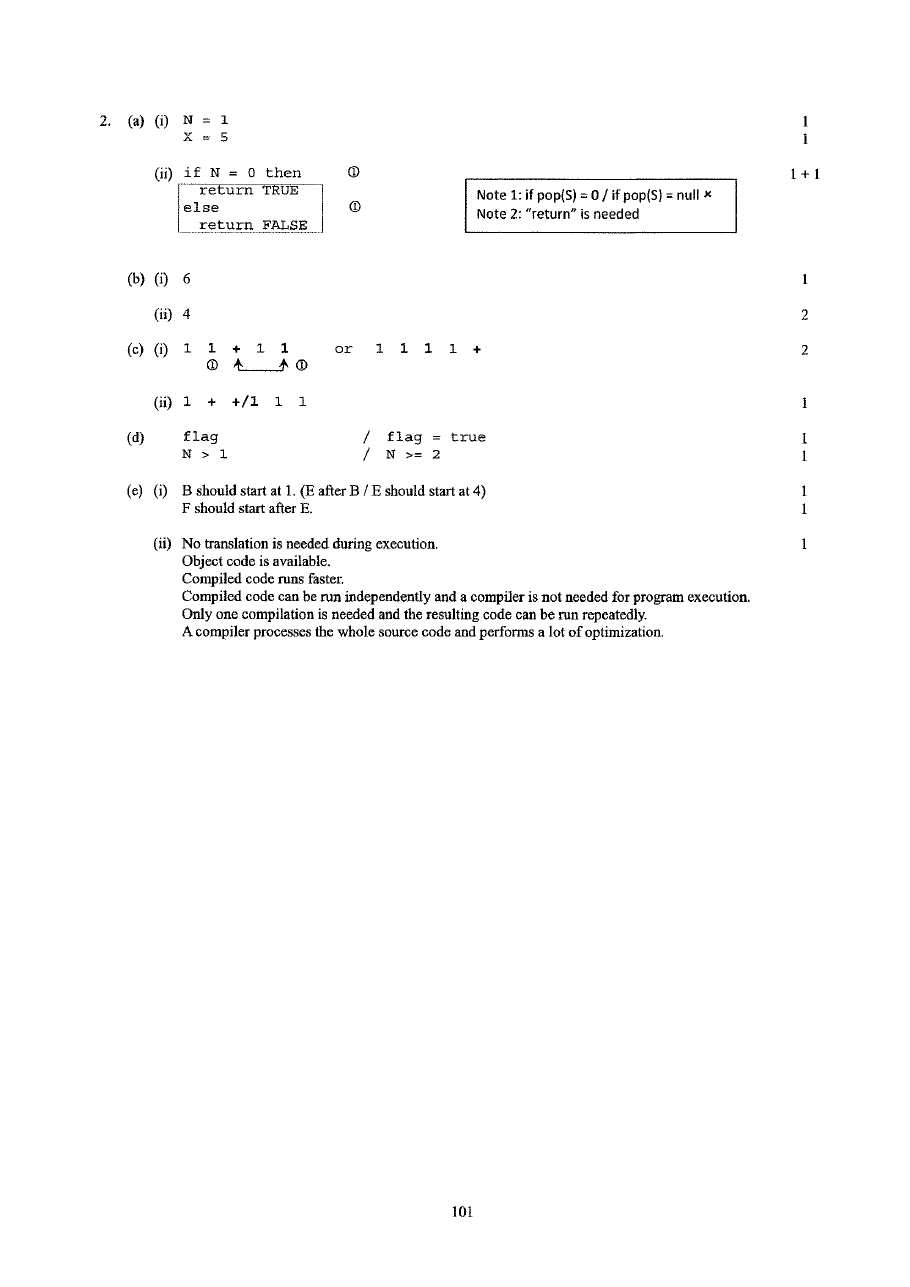 2. (a) (i) N = 1 1
X = 5 1
(ii) if N = 0 then ① 1 + 1
return TRUE
else ①
return FALSE
Note 1: if pop(S) = 0 / if pop(S) = null ×
Note 2: "return" is needed
(b) (i) 6 1
(ii) 4 2
(c) (i) 1 1 + 1 1 or 1 1 1 1 + 2
① ①
(ii) 1 + +/1 1 1 1
(d) flag / flag = true 1
N > 1 / N >= 2 1
(e) (i) B should start at 1. (E after B / E should start at 4) 1
F should start after E. 1
(ii) No translation is needed during execution. 1
Object code is available.
Compiled code runs faster.
Compiled code can be run independently and a compiler is not needed for program execution.
Only one compilation is needed and the resulting code can be run repeatedly.
A compiler processes the whole source code and performs a lot of optimization.
101